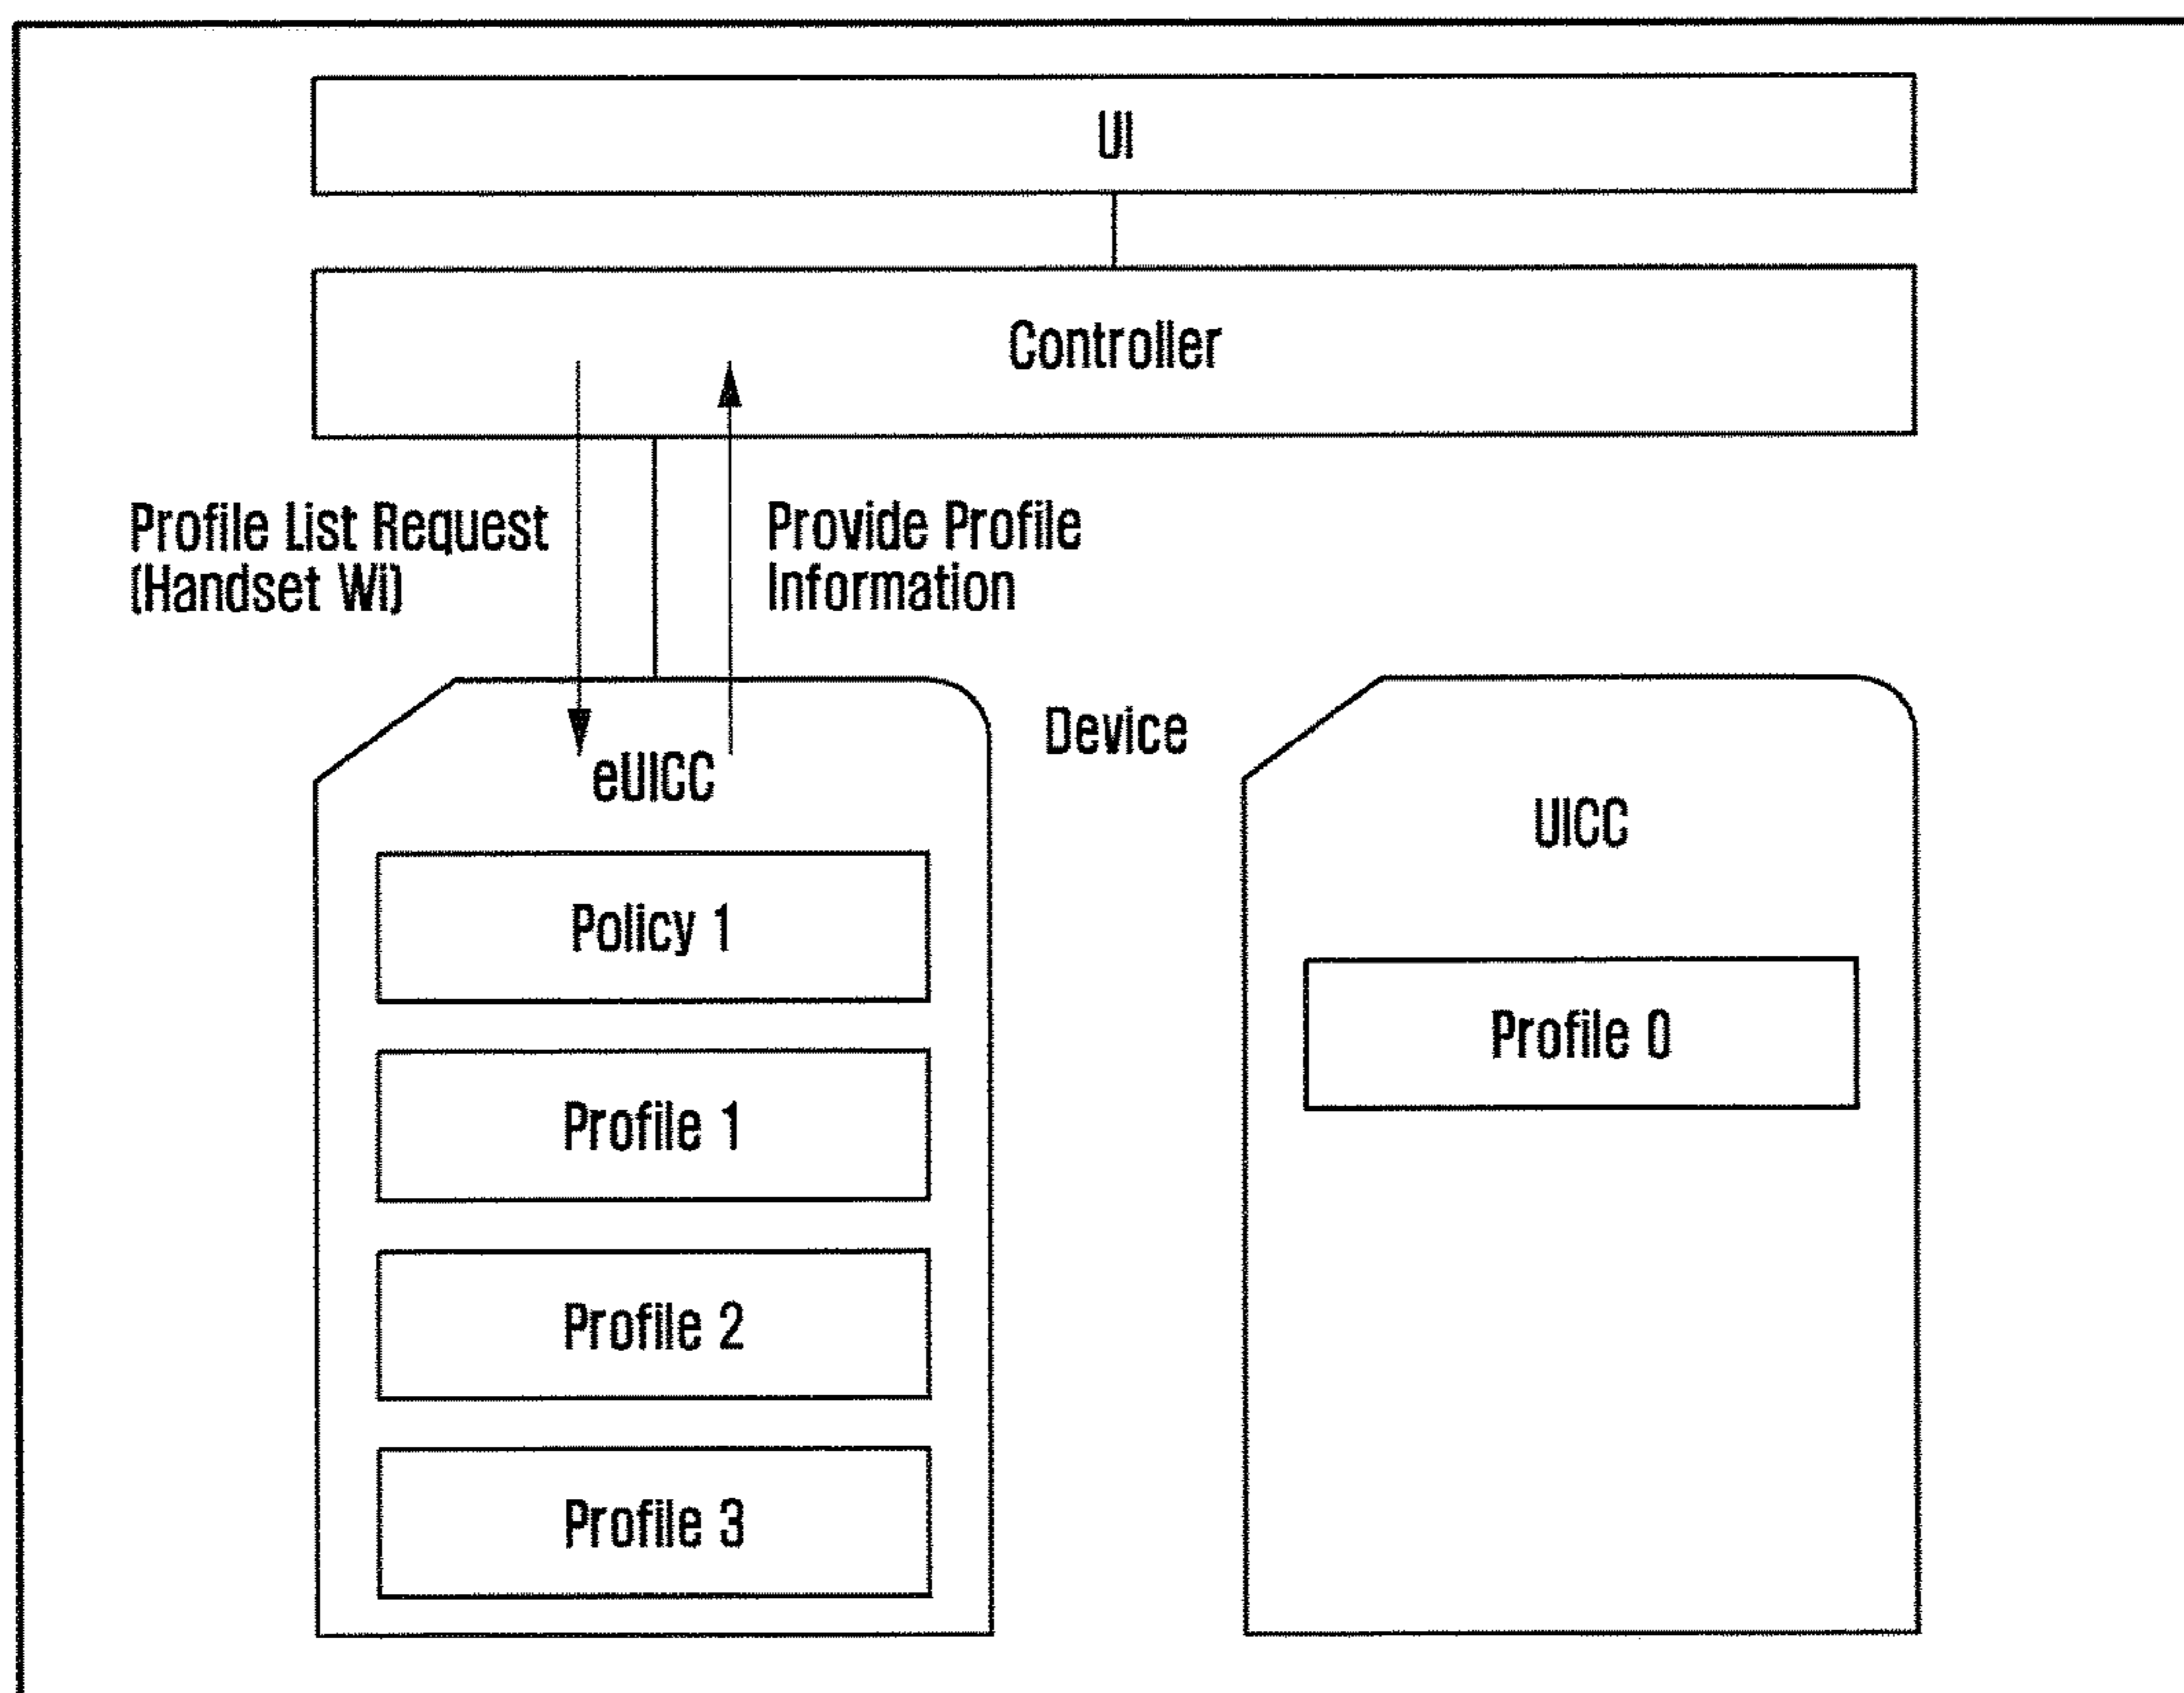 UI
Controller
Profile List Request
(Handset Wi)
Provide Profile
Information
Device
eUICC
Policy 1
Profile 1
Profile 2
Profile 3
UICC
Profile 0